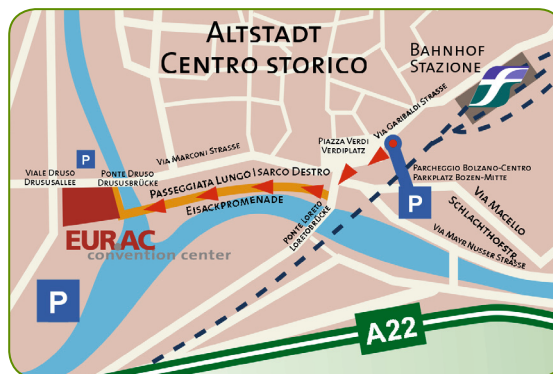 ALTSTADT
CENTRO STORICO
BAHNHOF
STAZIONE
VIA GARIBALDI STRASSE
PIAZZA VERDI
VERDIPLATZ
VIA MARCONI STRASSE
P
VIALE DRUSO
DRUSUSALLEE
PONTE DRUSO
DRUSUSBRÜCKE
PASSEGGIATA LUNGO ISARCO DESTRO
EISACKPROMENADE
PARCHEGGIO BOLZANO-CENTRO
PARKPLATZ BOZEN-MITTE
P
VIA MACELLO
SCHLACHTHOFSTR.
VIA MAYR NUSSER STRASSE
PONTE LORETO
LORETOBRÜCKE
EURAC
convention center
P
A22